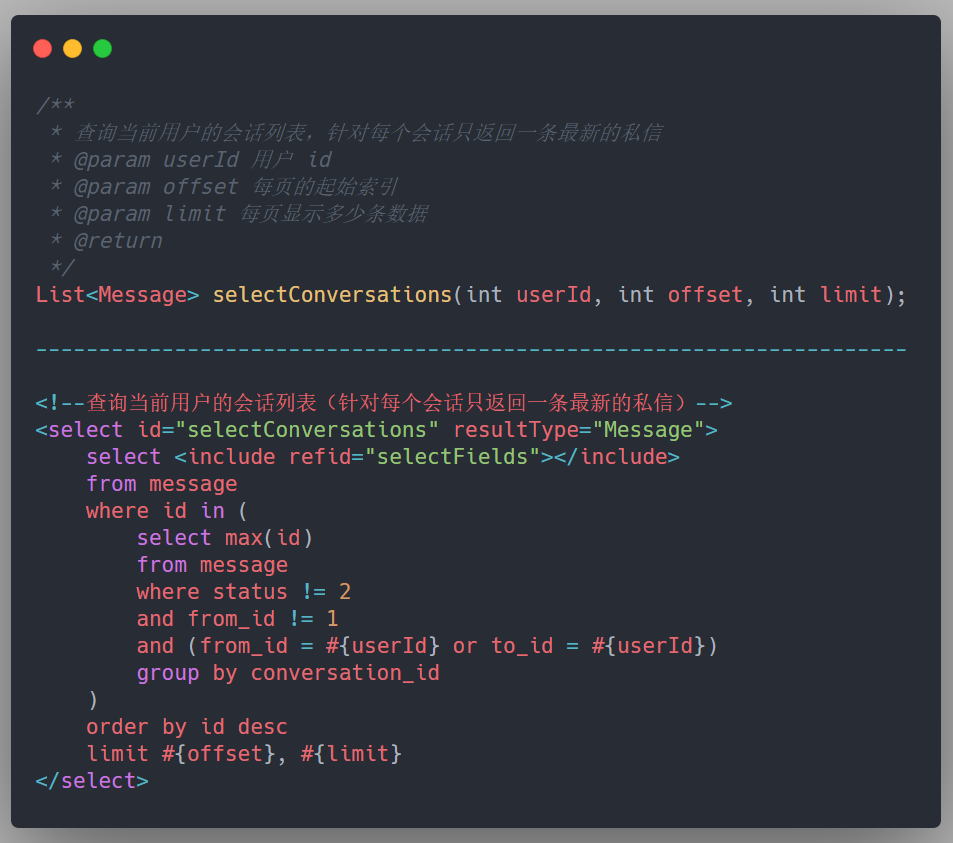 /**
 * 查询当前用户的会话列表，针对每个会话只返回一条最新的私信
 * @param userId 用户 id
 * @param offset 每页的起始索引
 * @param limit 每页显示多少条数据
 * @return
 */
List<Message> selectConversations(int userId, int offset, int limit);
---------------------------------------------------------------------
<!--查询当前用户的会话列表（针对每个会话只返回一条最新的私信）-->
<select id="selectConversations" resultType="Message">
    select <include refid="selectFields"></include>
    from message
    where id in (
        select max(id)
        from message
        where status != 2
        and from_id != 1
        and (from_id = #{userId} or to_id = #{userId})
        group by conversation_id
    )
    order by id desc
    limit #{offset}, #{limit}
</select>